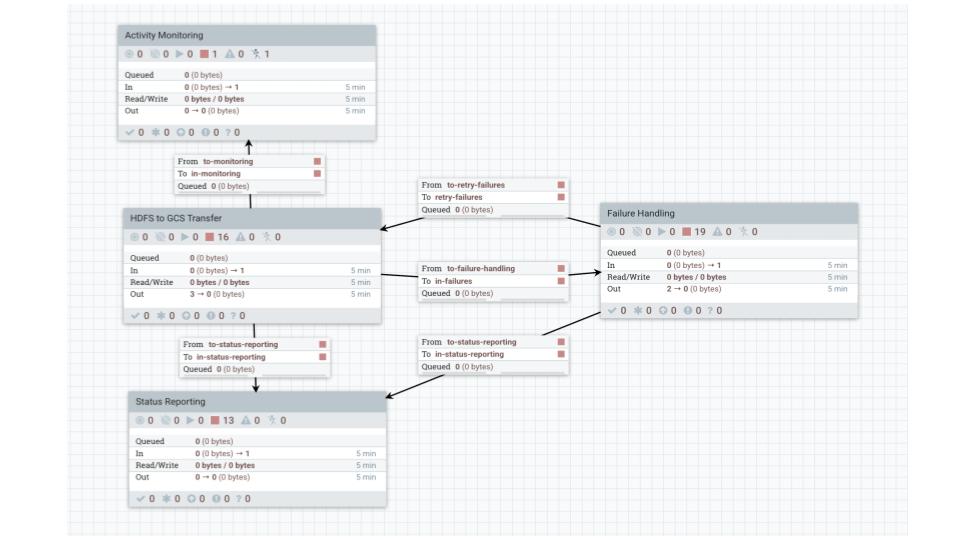 Activity Monitoring
0 0 0 1 0 1
Queued 0 (0 bytes)
In 0 (0 bytes) → 1 5 min
Read/Write 0 bytes / 0 bytes 5 min
Out 0 → 0 (0 bytes) 5 min
0 0 0 0 ? 0
From to-monitoring
To in-monitoring
Queued 0 (0 bytes)
From to-retry-failures
To retry-failures
Queued 0 (0 bytes)
HDFS to GCS Transfer
0 0 0 16 0 0
Queued 0 (0 bytes)
In 0 (0 bytes) → 1 5 min
Read/Write 0 bytes / 0 bytes 5 min
Out 3 → 0 (0 bytes) 5 min
0 0 0 0 ? 0
Failure Handling
0 0 0 19 0 0
Queued 0 (0 bytes)
In 0 (0 bytes) → 1 5 min
Read/Write 0 bytes / 0 bytes 5 min
Out 2 → 0 (0 bytes) 5 min
0 0 0 0 ? 0
From to-failure-handling
To in-failures
Queued 0 (0 bytes)
From to-status-reporting
To in-status-reporting
Queued 0 (0 bytes)
From to-status-reporting
To in-status-reporting
Queued 0 (0 bytes)
Status Reporting
0 0 0 13 0 0
Queued 0 (0 bytes)
In 0 (0 bytes) → 1 5 min
Read/Write 0 bytes / 0 bytes 5 min
Out 0 → 0 (0 bytes) 5 min
0 0 0 0 ? 0